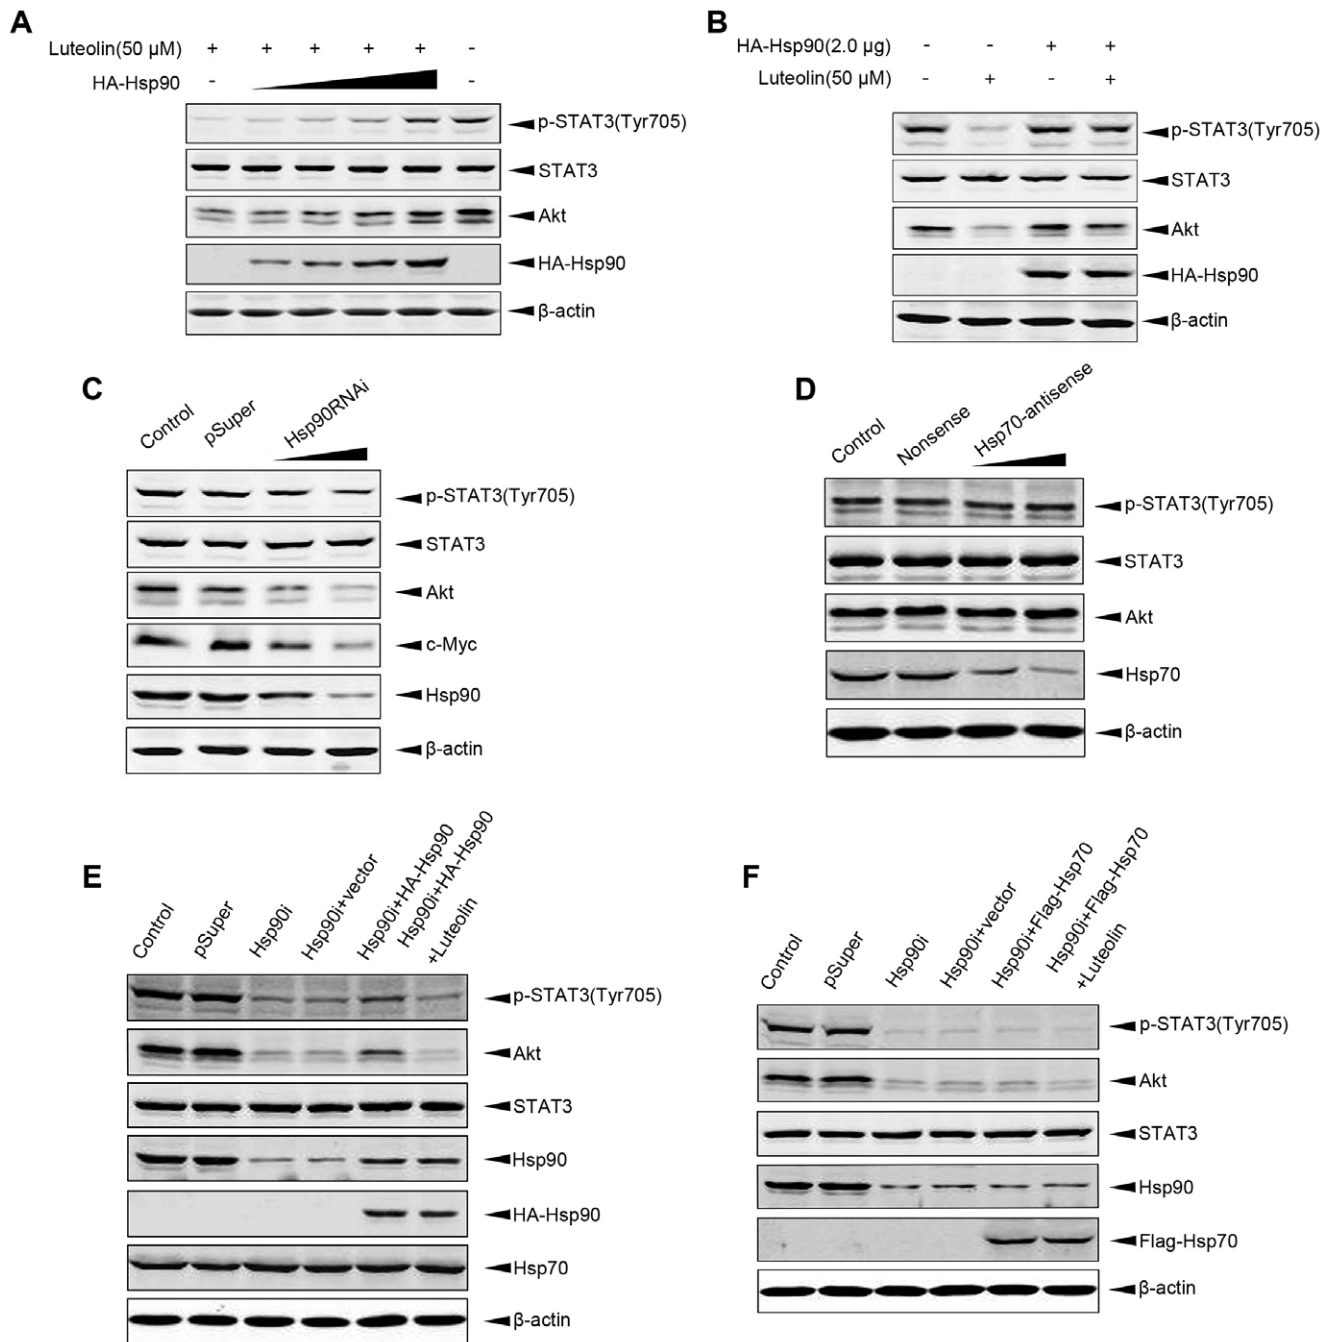 A
Luteolin(50 μM) + + + + + -
HA-Hsp90 - -
p-STAT3(Tyr705)
STAT3
Akt
HA-Hsp90
β-actin
B
HA-Hsp90(2.0 μg) - - + +
Luteolin(50 μM) - + - +
p-STAT3(Tyr705)
STAT3
Akt
HA-Hsp90
β-actin
C
Control pSuper Hsp90RNAi
p-STAT3(Tyr705)
STAT3
Akt
c-Myc
Hsp90
β-actin
D
Control Nonsense Hsp70-antisense
p-STAT3(Tyr705)
STAT3
Akt
Hsp70
β-actin
E
Control
pSuper
Hsp90i
Hsp90i+vector
Hsp90i+HA-Hsp90
Hsp90i+HA-Hsp90
+Luteolin
p-STAT3(Tyr705)
Akt
STAT3
Hsp90
HA-Hsp90
Hsp70
β-actin
F
Control
pSuper
Hsp90i
Hsp90i+vector
Hsp90i+Flag-Hsp70
Hsp90i+Flag-Hsp70
+Luteolin
p-STAT3(Tyr705)
Akt
STAT3
Hsp90
Flag-Hsp70
β-actin